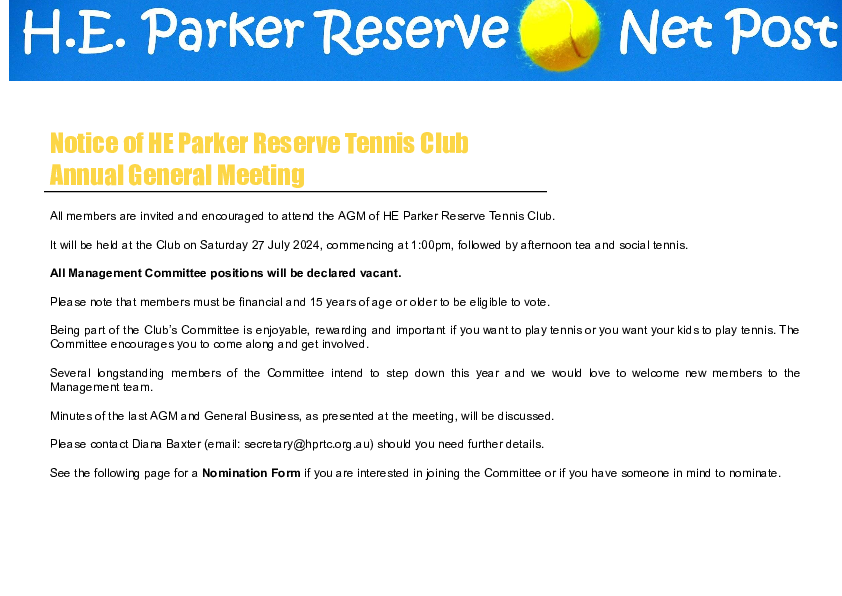 H.E. Parker Reserve Net Post
Notice of HE Parker Reserve Tennis Club
Annual General Meeting
All members are invited and encouraged to attend the AGM of HE Parker Reserve Tennis Club.
It will be held at the Club on Saturday 27 July 2024, commencing at 1:00pm, followed by afternoon tea and social tennis.
All Management Committee positions will be declared vacant.
Please note that members must be financial and 15 years of age or older to be eligible to vote.
Being part of the Club's Committee is enjoyable, rewarding and important if you want to play tennis or you want your kids to play tennis. The
Committee encourages you to come along and get involved.
Several longstanding members of the Committee intend to step down this year and we would love to welcome new members to the
Management team.
Minutes of the last AGM and General Business, as presented at the meeting, will be discussed.
Please contact Diana Baxter (email: secretary@hprtc.org.au) should you need further details.
See the following page for a Nomination Form if you are interested in joining the Committee or if you have someone in mind to nominate.